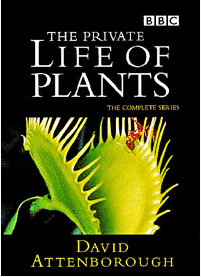 BBC
THE PRIVATE
LIFE OF
PLANTS
THE COMPLETE SERIES
DAVID
ATTENBOROUGH